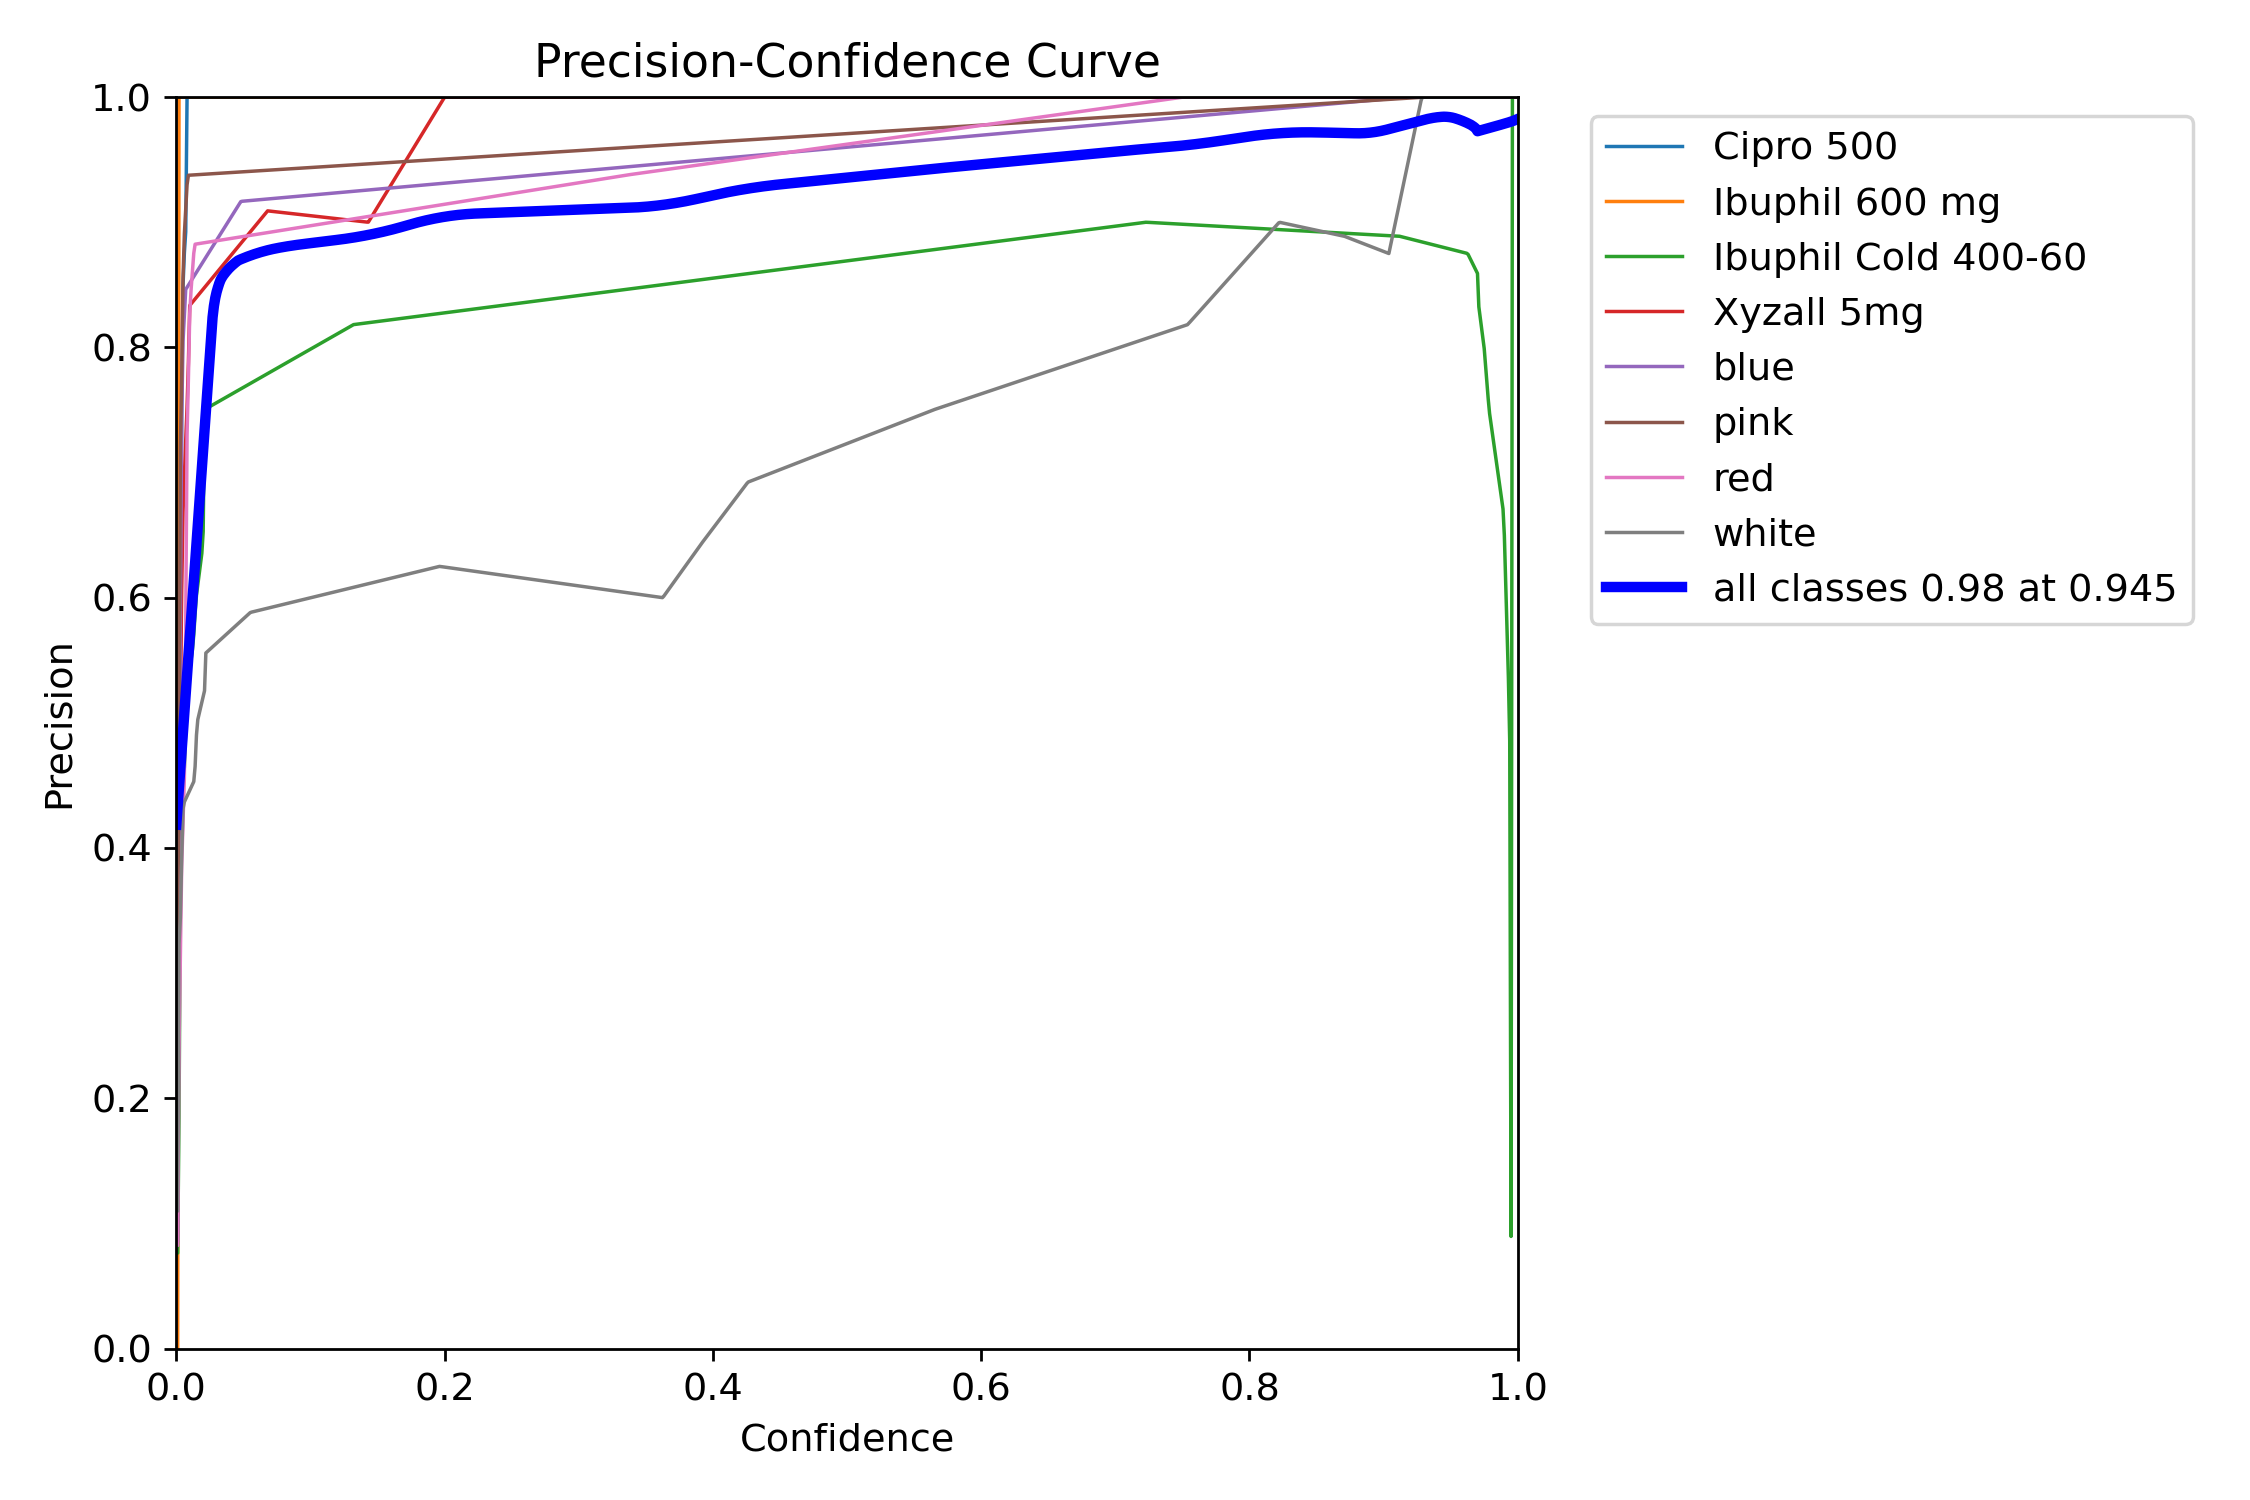 Precision-Confidence Curve
1.0
0.8
0.6
0.4
0.2
0.0
Precision
0.0 0.2 0.4 0.6 0.8 1.0
Confidence
Cipro 500
Ibuphil 600 mg
Ibuphil Cold 400-60
Xyzall 5mg
blue
pink
red
white
all classes 0.98 at 0.945